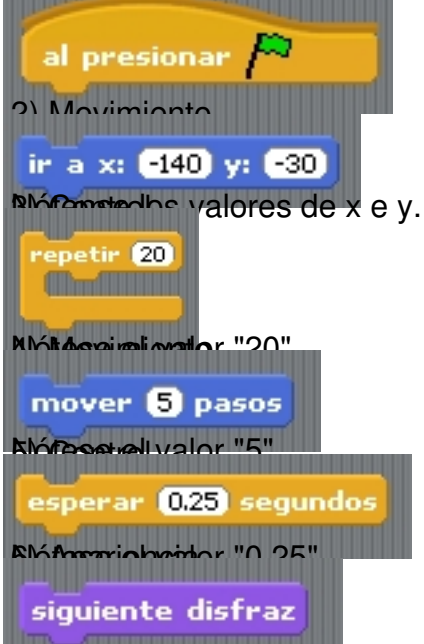 al presionar
2) Movimiento
ir a x: -140 y: -30
valores de x e y.
repetir 20
"20"
mover 5 pasos
valor "5"
esperar 0.25 segundos
"0.25"
siguiente disfraz